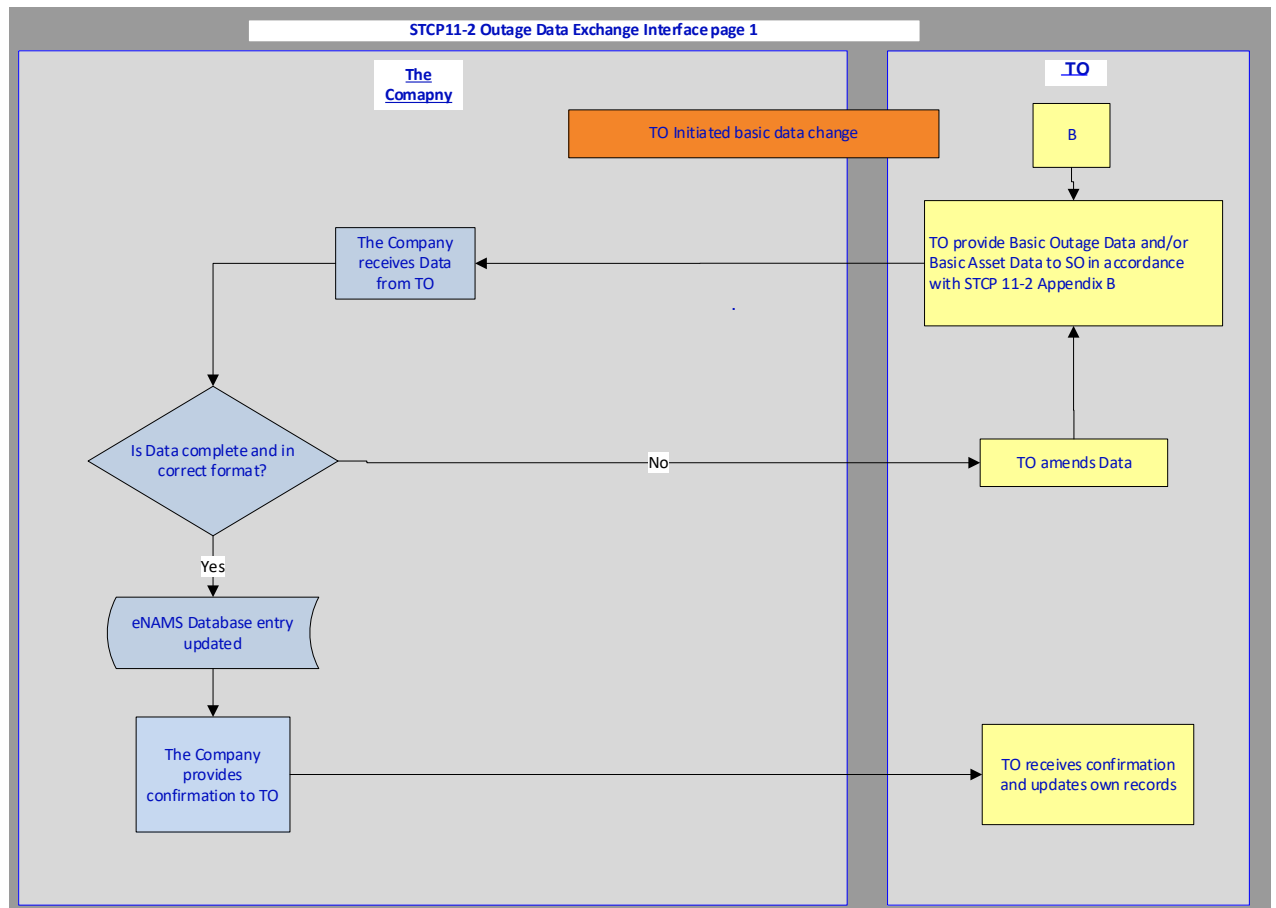 STCP11-2 Outage Data Exchange Interface page 1
The
Comapny
TO
TO Initiated basic data change
B
The Company
receives Data
from TO
TO provide Basic Outage Data and/or
Basic Asset Data to SO in accordance
with STCP 11-2 Appendix B
.
Is Data complete and in
correct format?
No
TO amends Data
Yes
eNAMS Database entry
updated
The Company
provides
confirmation to TO
TO receives confirmation
and updates own records